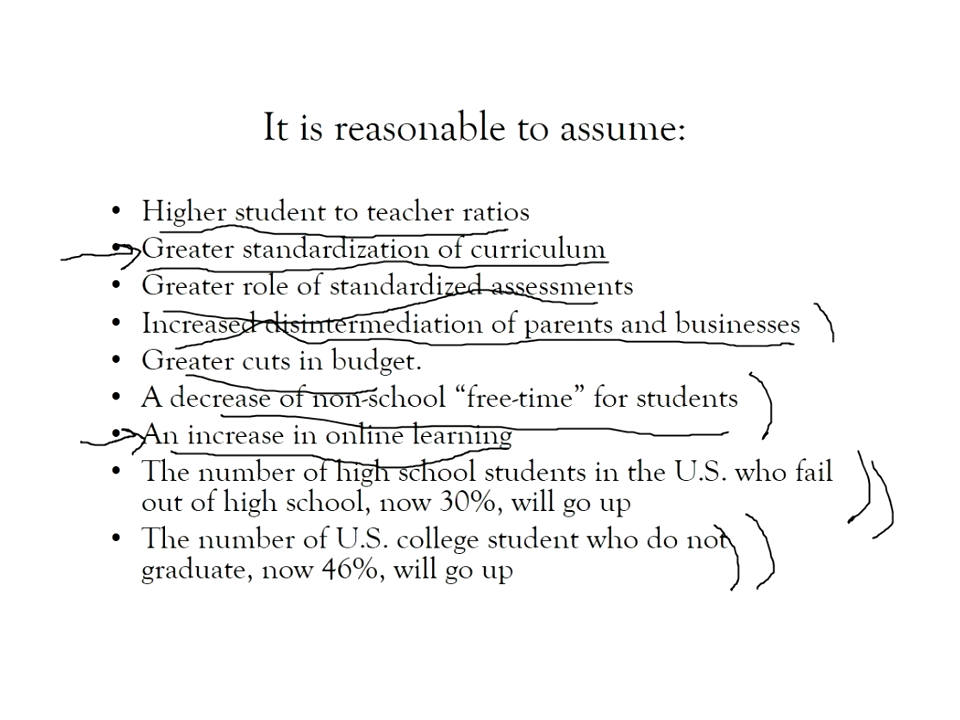 It is reasonable to assume:
• Higher student to teacher ratios
• Greater standardization of curriculum
• Greater role of standardized assessments
• Increased disintermediation of parents and businesses
• Greater cuts in budget.
• A decrease of non-school “free-time” for students
• An increase in online learning
• The number of high school students in the U.S. who fail
out of high school, now 30%, will go up
• The number of U.S. college student who do not
graduate, now 46%, will go up